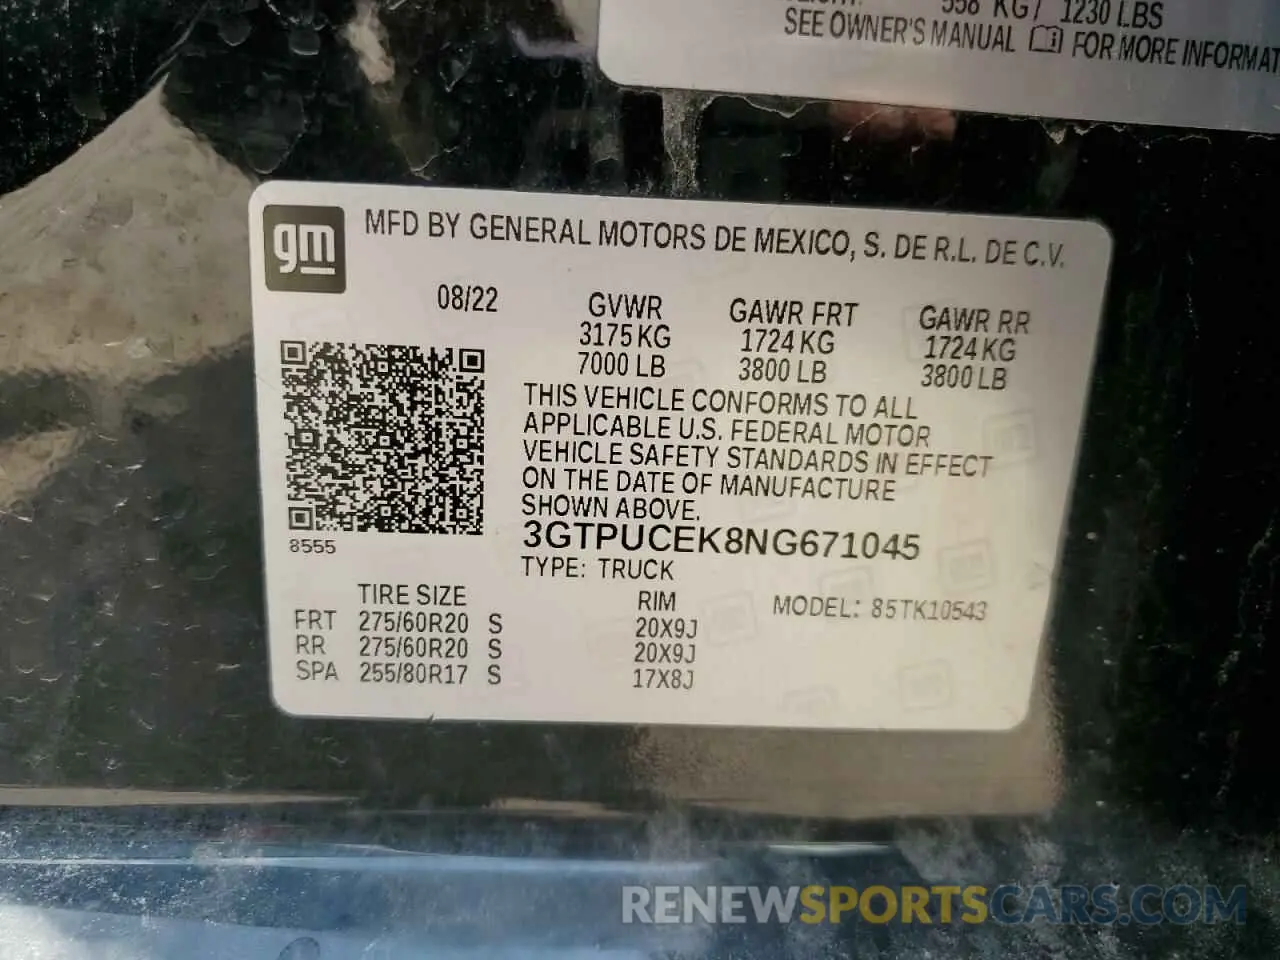 558 KG/ 1230 LBS
SEE OWNER'S MANUAL FOR MORE
gm
MFD BY GENERAL MOTORS DE MEXICO, S. DE R.L. DE C.V.
08/22
GVWR GAWR FRT GAWR RR
3175 KG 1724 KG 1724 KG
7000 LB 3800 LB 3800 LB
THIS VEHICLE CONFORMS TO ALL
APPLICABLE U.S. FEDERAL MOTOR
VEHICLE SAFETY STANDARDS IN EFFECT
ON THE DATE OF MANUFACTURE
SHOWN ABOVE.
3GTPUCEK8NG671045
8555
TYPE: TRUCK
TIRE SIZE RIM MODEL: 85TK10543
FRT 275/60R20 S 20X9J
RR 275/60R20 S 20X9J
SPA 255/80R17 S 17X8J
RENEWSPORTSCARS.COM